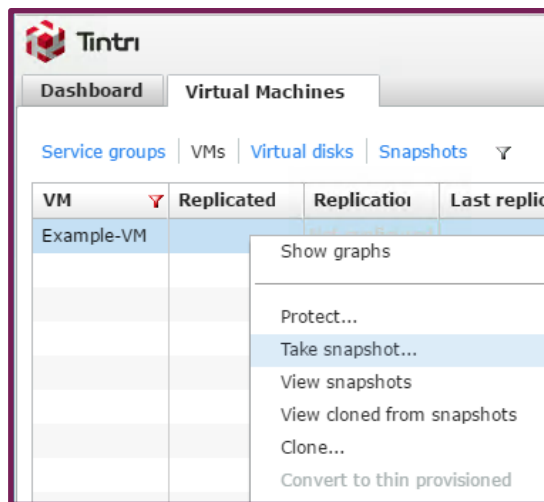 Tintri
Dashboard Virtual Machines
Service groups VMs Virtual disks Snapshots
VM Replicated Replication Last replic
Example-VM
Show graphs
Protect...
Take snapshot...
View snapshots
View cloned from snapshots
Clone...
Convert to thin provisioned